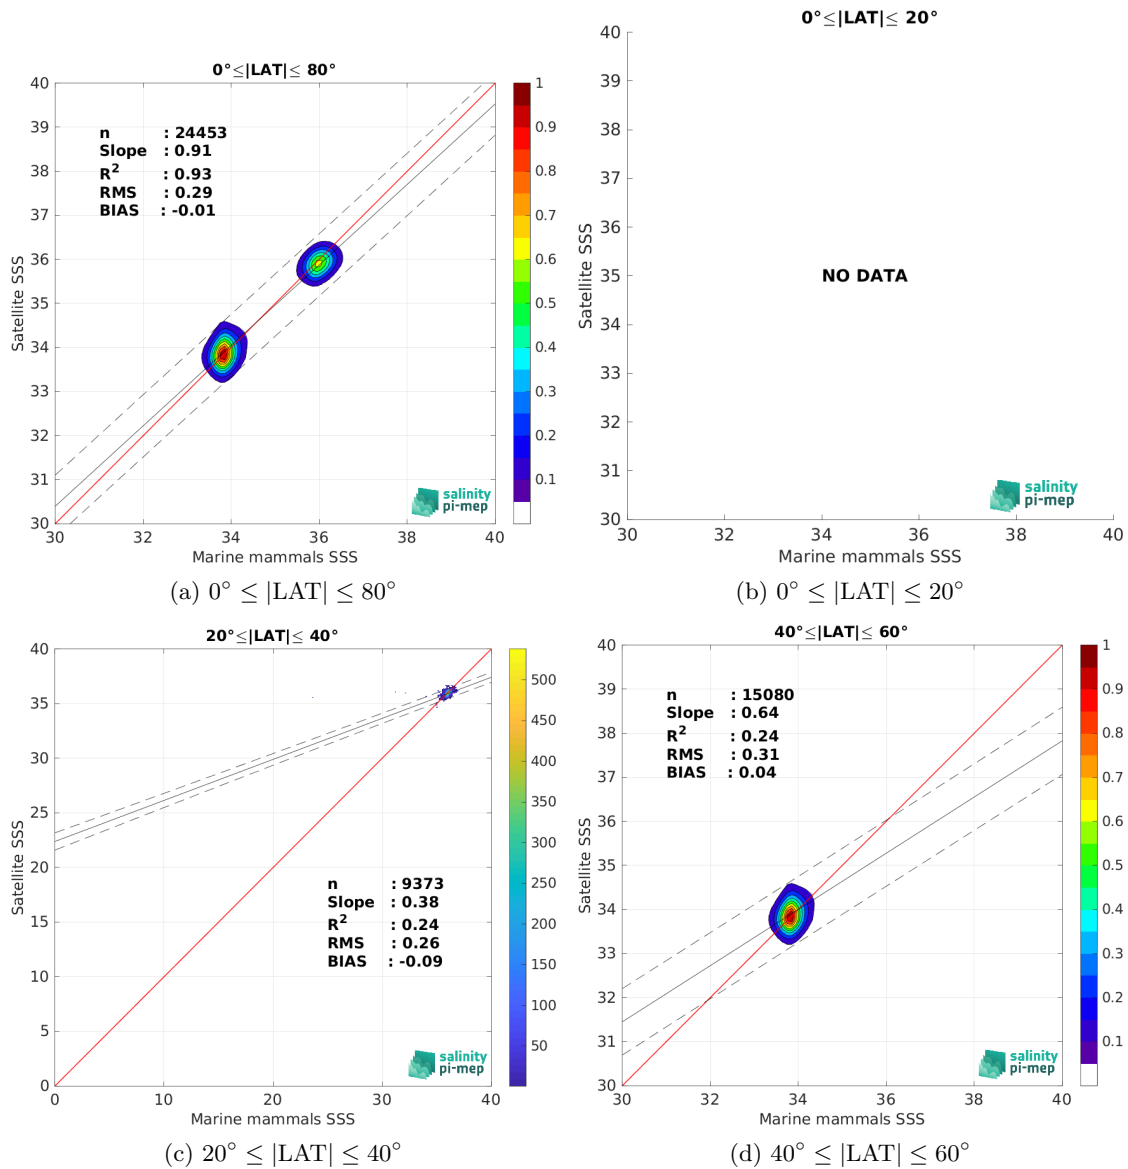 0°≤|LAT|≤ 80°
40
39
38
37
36
35
34
33
32
31
30
n : 24453
Slope : 0.91
R² : 0.93
RMS : 0.29
BIAS : -0.01
30 32 34 36 38 40
Satellite SSS
Marine mammals SSS
1
0.9
0.8
0.7
0.6
0.5
0.4
0.3
0.2
0.1
salinity
pi-mep
(a) 0° ≤ |LAT| ≤ 80°
0°≤|LAT|≤ 20°
40
39
38
37
36
35
34
33
32
31
30
NO DATA
30 32 34 36 38 40
Satellite SSS
Marine mammals SSS
salinity
pi-mep
(b) 0° ≤ |LAT| ≤ 20°
20°≤|LAT|≤ 40°
40
35
30
25
20
15
10
5
0
n : 9373
Slope : 0.38
R² : 0.24
RMS : 0.26
BIAS : -0.09
0 10 20 30 40
Satellite SSS
Marine mammals SSS
500
450
400
350
300
250
200
150
100
50
salinity
pi-mep
(c) 20° ≤ |LAT| ≤ 40°
40°≤|LAT|≤ 60°
40
39
38
37
36
35
34
33
32
31
30
n : 15080
Slope : 0.64
R² : 0.24
RMS : 0.31
BIAS : 0.04
30 32 34 36 38 40
Satellite SSS
Marine mammals SSS
1
0.9
0.8
0.7
0.6
0.5
0.4
0.3
0.2
0.1
salinity
pi-mep
(d) 40° ≤ |LAT| ≤ 60°